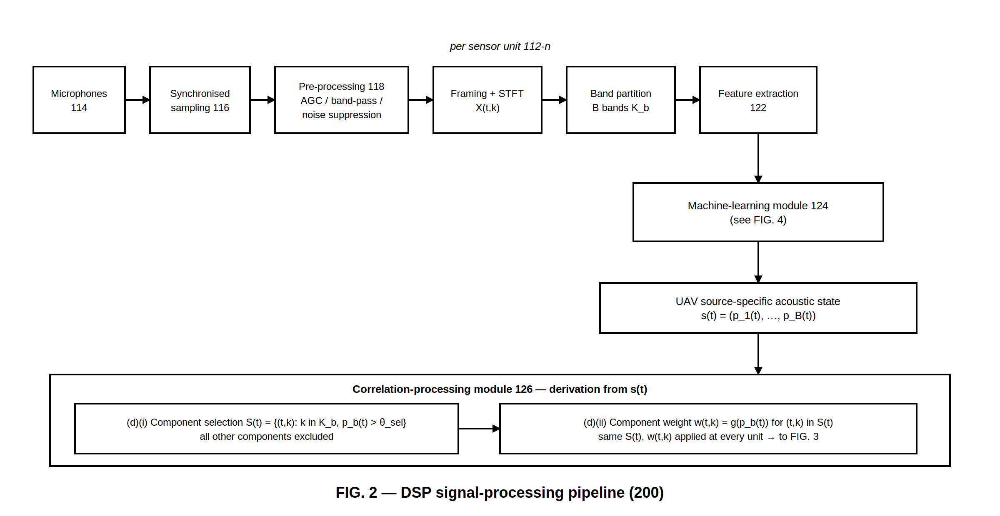 per sensor unit 112-n
Microphones
114
Synchronised
sampling 116
Pre-processing 118
AGC / band-pass /
noise suppression
Framing + STFT
X(t,k)
Band partition
B bands K_b
Feature extraction
122
Machine-learning module 124
(see FIG. 4)
UAV source-specific acoustic state
s(t) = (p_1(t), …, p_B(t))
Correlation-processing module 126 — derivation from s(t)
(d)(i) Component selection S(t) = {(t,k): k in K_b, p_b(t) > θ_sel}
all other components excluded
(d)(ii) Component weight w(t,k) = g(p_b(t)) for (t,k) in S(t)
same S(t), w(t,k) applied at every unit → to FIG. 3
FIG. 2 — DSP signal-processing pipeline (200)